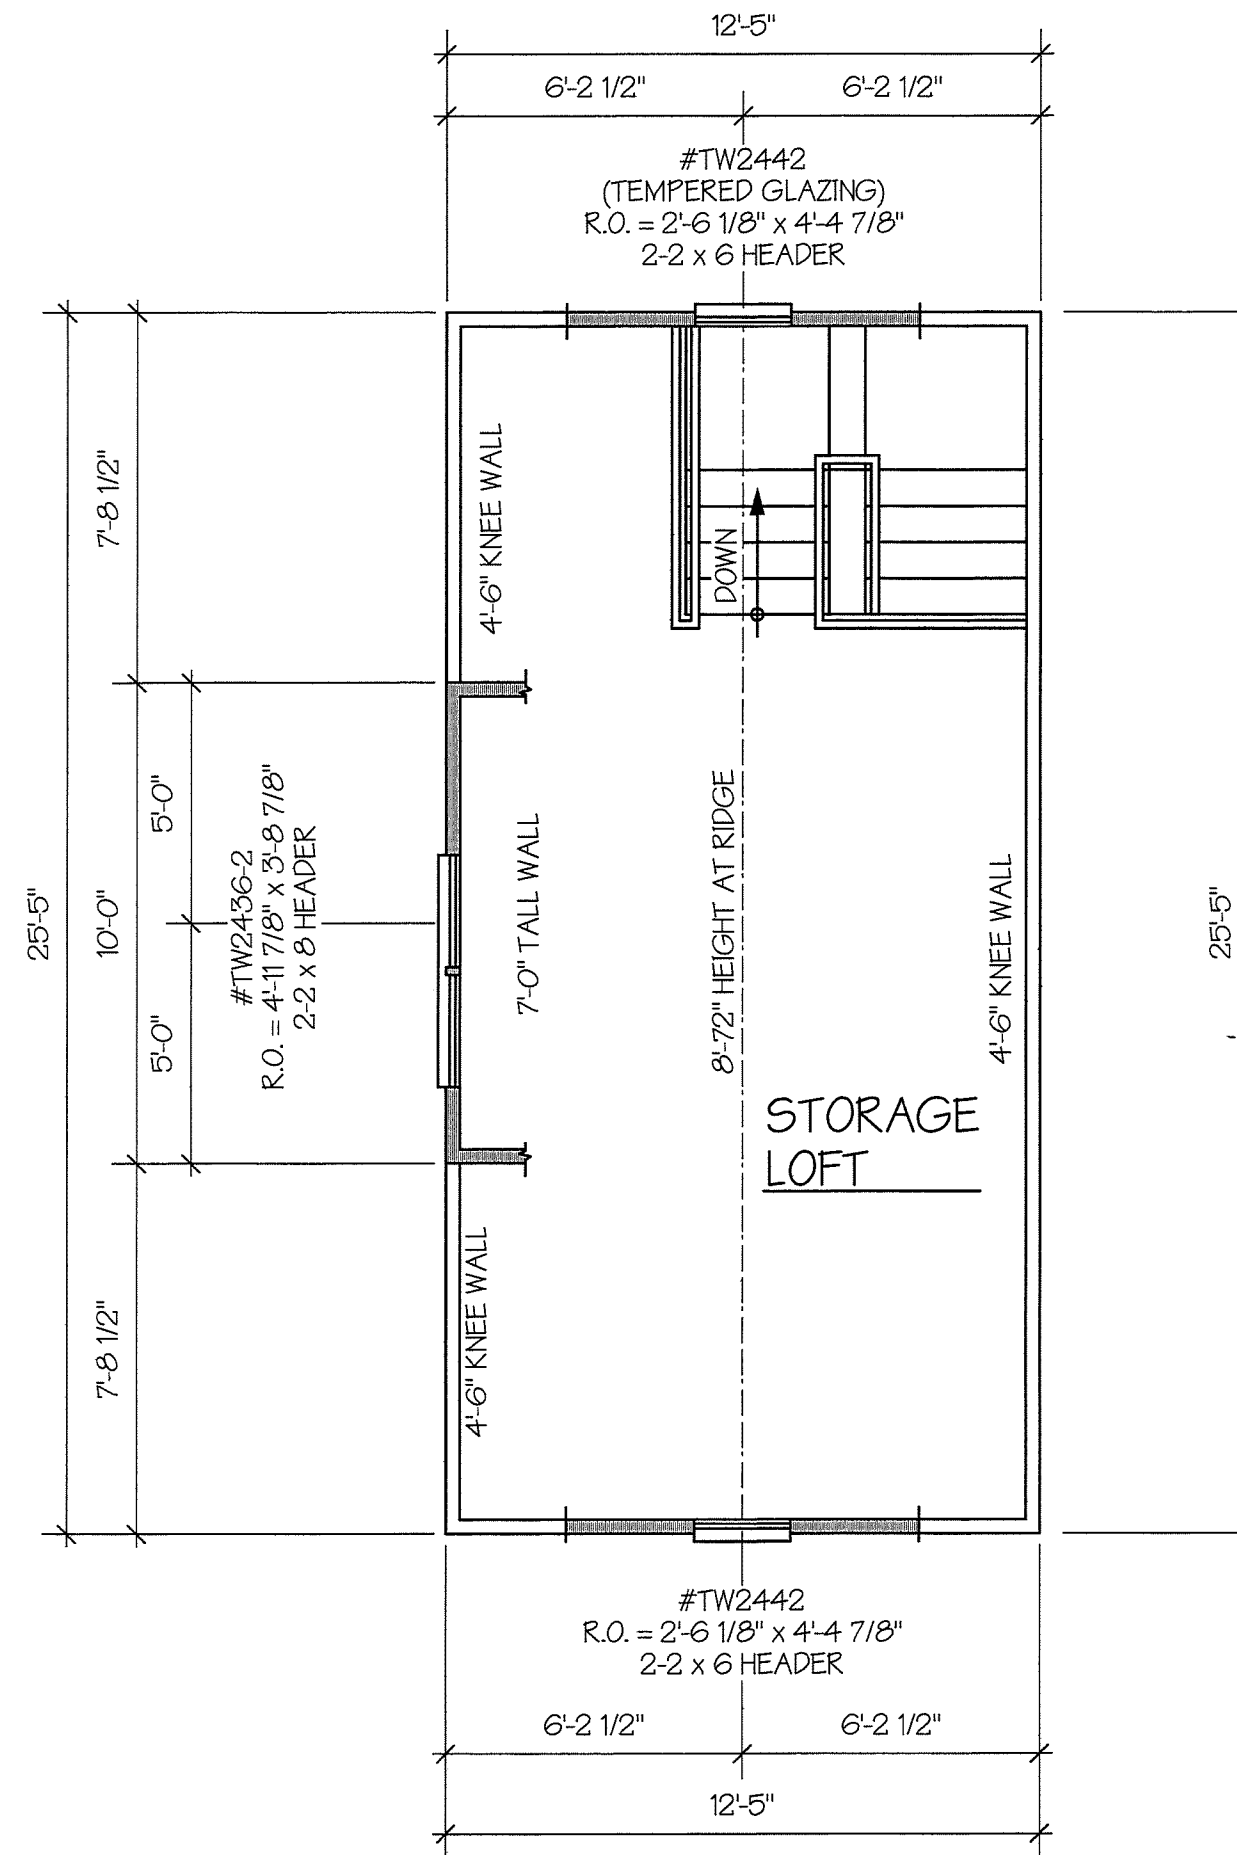 12'-5"
6'-2 1/2"
6'-2 1/2"
#TW2442
(TEMPERED GLAZING)
R.O. = 2'-6 1/8" x 4'-4 7/8"
2-2 x 6 HEADER
25'-5"
7'-8 1/2"
10'-0"
7'-8 1/2"
5'-0"
5'-0"
#TW2436-2
R.O. = 4'-11 7/8" x 3'-8 7/8"
2-2 x 8 HEADER
4'-6" KNEE WALL
7'-0" TALL WALL
4'-6" KNEE WALL
DOWN
8'-72" HEIGHT AT RIDGE
4'-6" KNEE WALL
STORAGE
LOFT
25'-5"
#TW2442
R.O. = 2'-6 1/8" x 4'-4 7/8"
2-2 x 6 HEADER
6'-2 1/2"
6'-2 1/2"
12'-5"